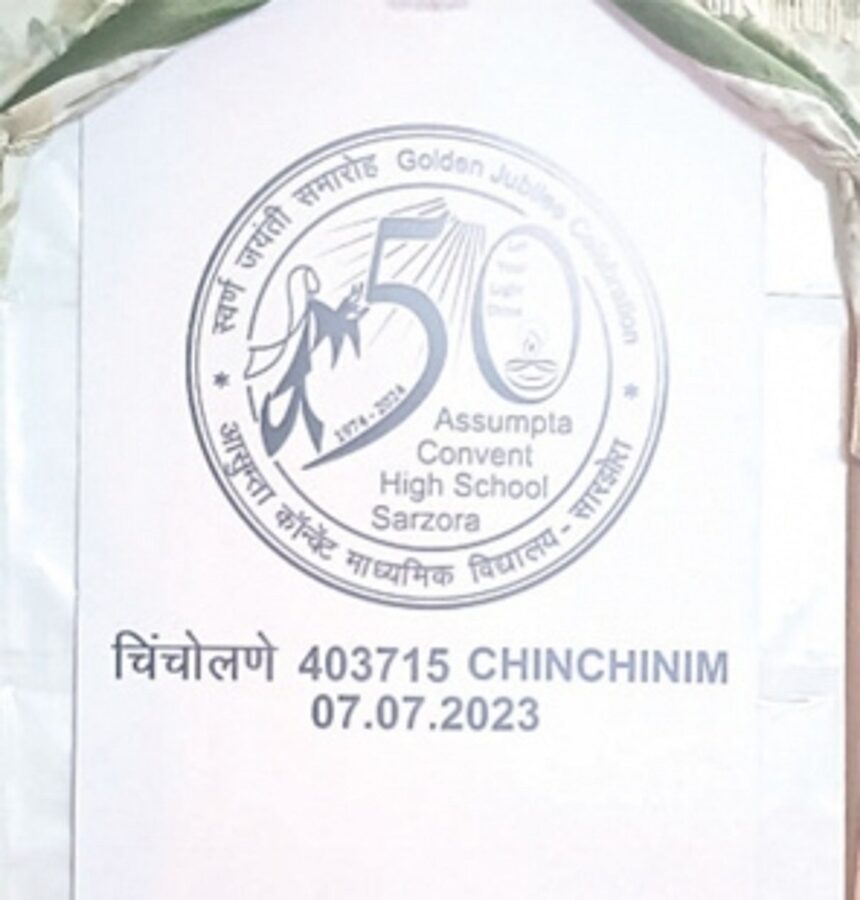 स्वर्ण जयंती समारोह Golden Jubilee Celebration
50
Let
Your
Light
Shine
1974 - 2024
Assumpta
Convent
High School
Sarzora
* आसुम्ता कॉन्वेंट माध्यमिक विद्यालय - सारझोरा *
चिंचोलणे 403715 CHINCHINIM
07.07.2023